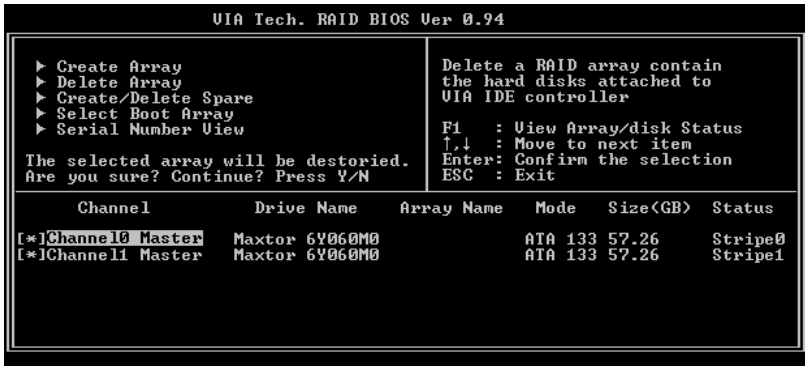 VIA Tech. RAID BIOS Ver 0.94
Create Array
Delete Array
Create/Delete Spare
Select Boot Array
Serial Number View
The selected array will be destoried.
Are you sure? Continue? Press Y/N
Delete a RAID array contain
the hard disks attached to
VIA IDE controller
F1 : View Array/disk Status
↑,↓ : Move to next item
Enter: Confirm the selection
ESC : Exit
Channel Drive Name Array Name Mode Size(GB) Status
[*]Channel0 Master Maxtor 6Y060M0 ATA 133 57.26 Stripe0
[*]Channel1 Master Maxtor 6Y060M0 ATA 133 57.26 Stripe1